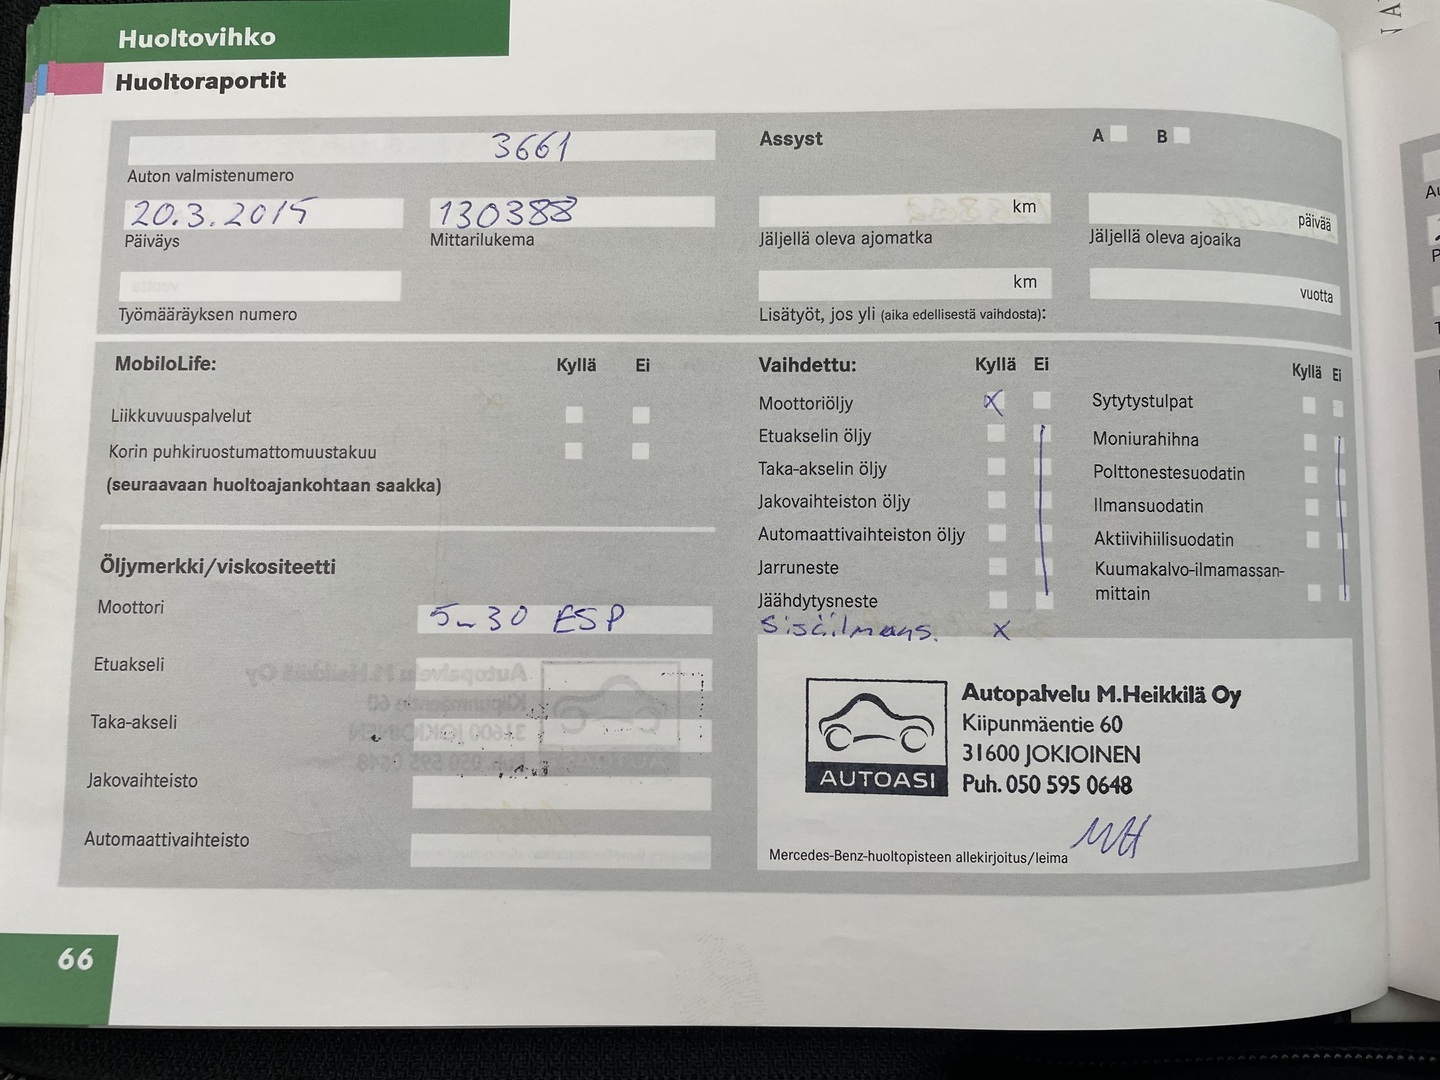 Huoltovihko
Huoltoraportit
3661
Auton valmistenumero
20.3.2015
Päiväys
130388
Mittarilukema
Työmääräyksen numero
Assyst
A
B
km
Jäljellä oleva ajomatka
päivää
Jäljellä oleva ajoaika
km
vuotta
Lisätyöt, jos yli (aika edellisestä vaihdosta):
MobiloLife:
Kyllä
Ei
Liikkuvuuspalvelut
Korin puhkiruostumattomuustakuu
(seuraavaan huoltoajankohtaan saakka)
Öljymerkki/viskositeetti
Moottori
5w30 ESP
Etuakseli
Taka-akseli
Jakovaihteisto
Automaattivaihteisto
Vaihdettu:
Kyllä
Ei
Moottoriöljy
x
Etuakselin öljy
Taka-akselin öljy
Jakovaihteiston öljy
Automaattivaihteiston öljy
Jarruneste
Jäähdytysneste
Sisäilmans. x
Kyllä
Ei
Sytytystulpat
Moniurahihna
Polttonestesuodatin
Ilmansuodatin
Aktiivihiilisuodatin
Kuumakalvo-ilmamassan-
mittain
AUTOASI
Autopalvelu M.Heikkilä Oy
Kiipunmäentie 60
31600 JOKIOINEN
Puh. 050 595 0648
MH
Mercedes-Benz-huoltopisteen allekirjoitus/leima
66